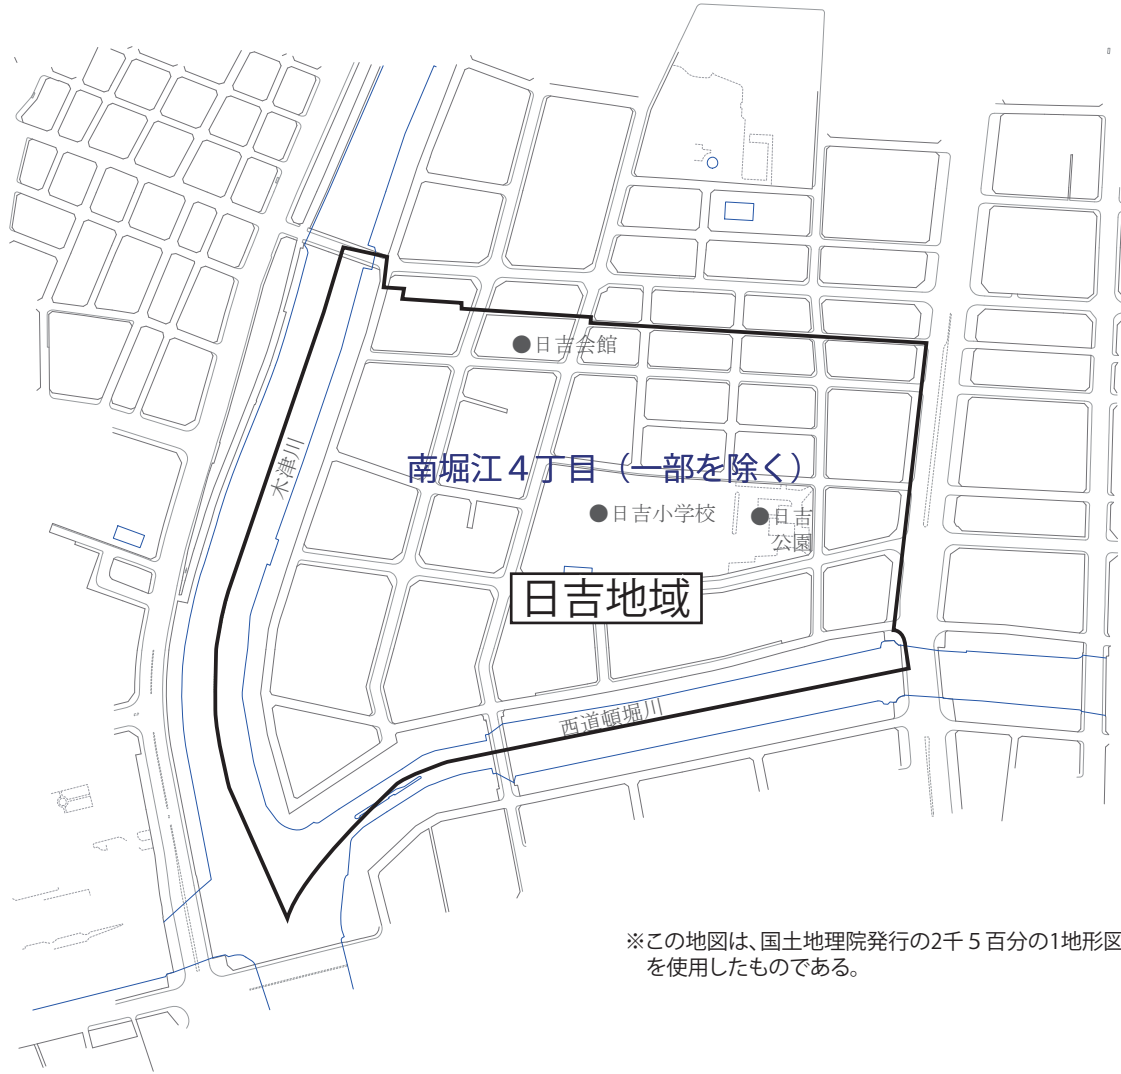 日吉会館
木津川
南堀江４丁目（一部を除く）
日吉小学校
日吉
公園
日吉地域
西道頓堀川
※この地図は、国土地理院発行の2千５百分の1地形図
を使用したものである。